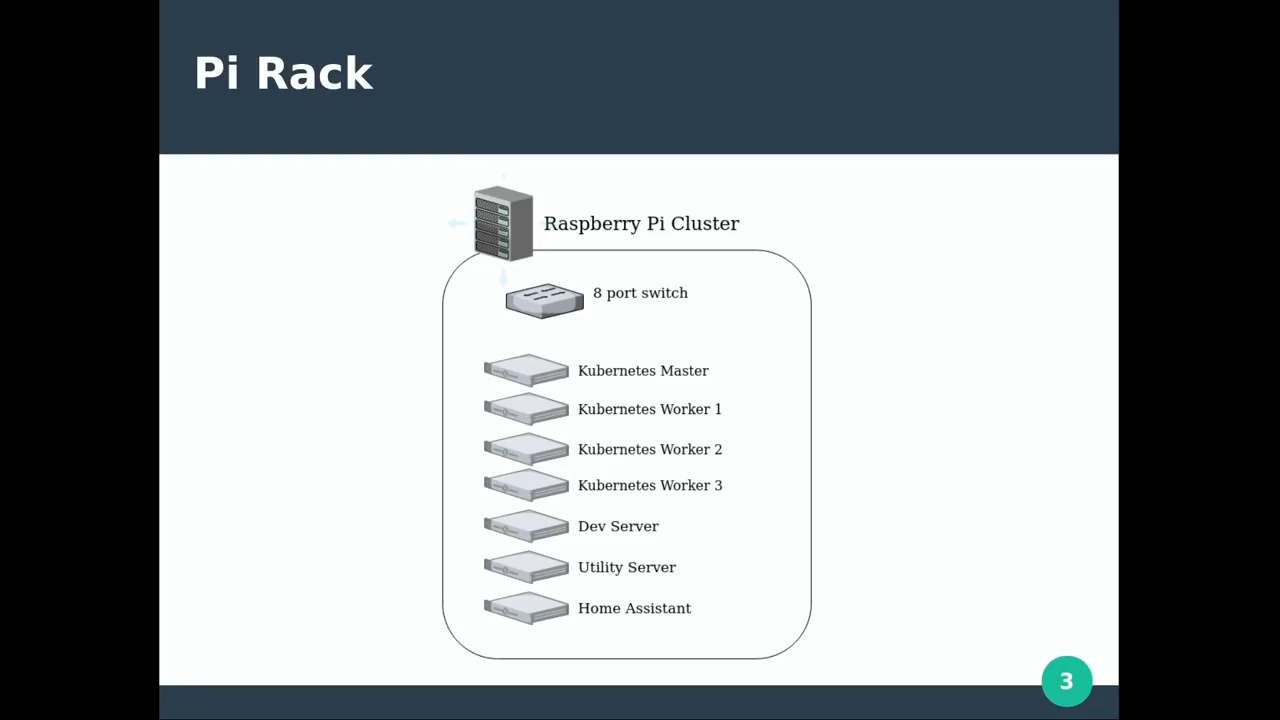 Pi Rack
Raspberry Pi Cluster
8 port switch
Kubernetes Master
Kubernetes Worker 1
Kubernetes Worker 2
Kubernetes Worker 3
Dev Server
Utility Server
Home Assistant
3